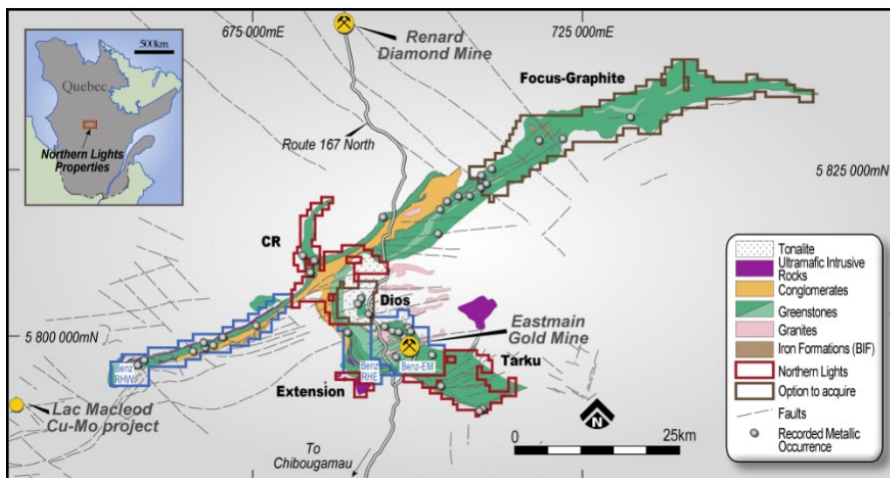 675 000mE
725 000mE
500km
Quebec
Northern Lights
Properties
Renard
Diamond Mine
Route 167 North
Focus-Graphite
5 825 000mN
CR
Dios
5 800 000mN
Eastmain
Gold Mine
Tarku
Benz
RHW
Benz
RHE
Benz-EM
Extension
Lac Macleod
Cu-Mo project
To
Chibougamau
N
0
25km
Tonalite
Ultramafic Intrusive
Rocks
Conglomerates
Greenstones
Granites
Iron Formations (BIF)
Northern Lights
Option to acquire
Faults
Recorded Metallic
Occurrence